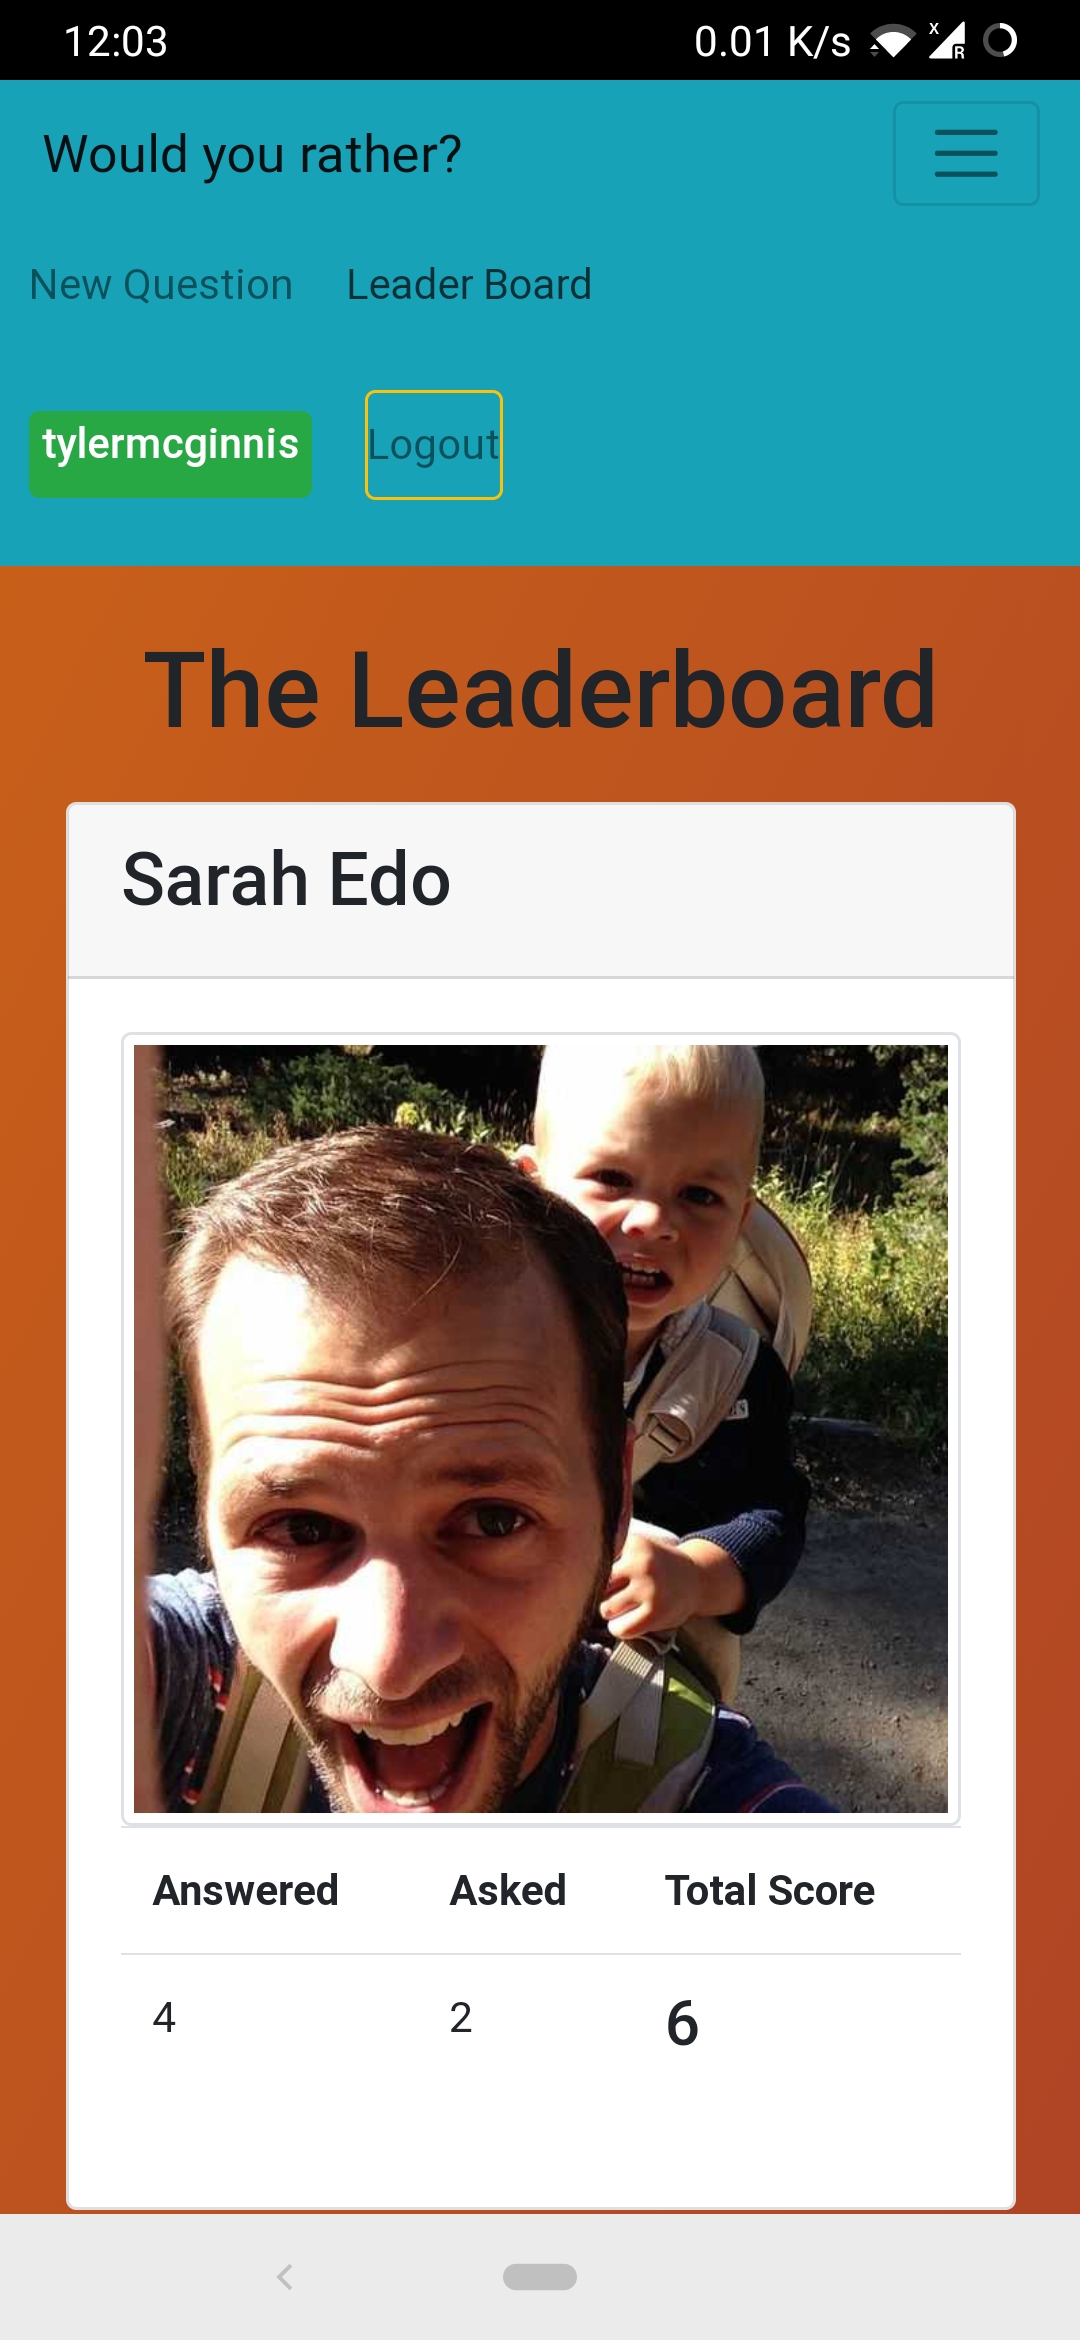 12:03 0.01 K/s X R
Would you rather?
New Question Leader Board
tylermcginnis Logout
The Leaderboard
Sarah Edo
Answered Asked Total Score
4 2 6